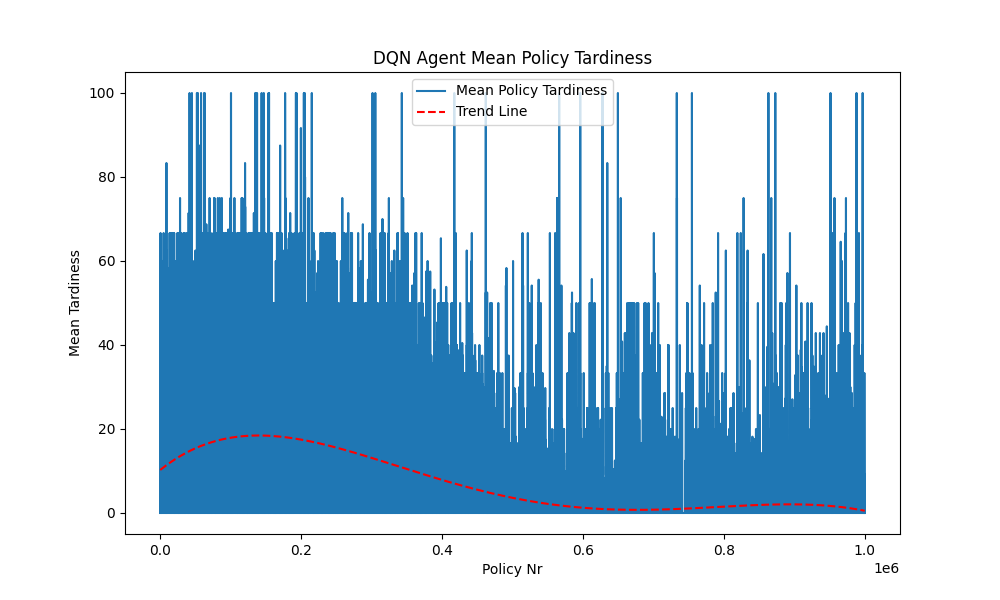 DQN Agent Mean Policy Tardiness
Mean Policy Tardiness
Trend Line
100
80
60
40
20
0
Mean Tardiness
0.0 0.2 0.4 0.6 0.8 1.0
1e6
Policy Nr